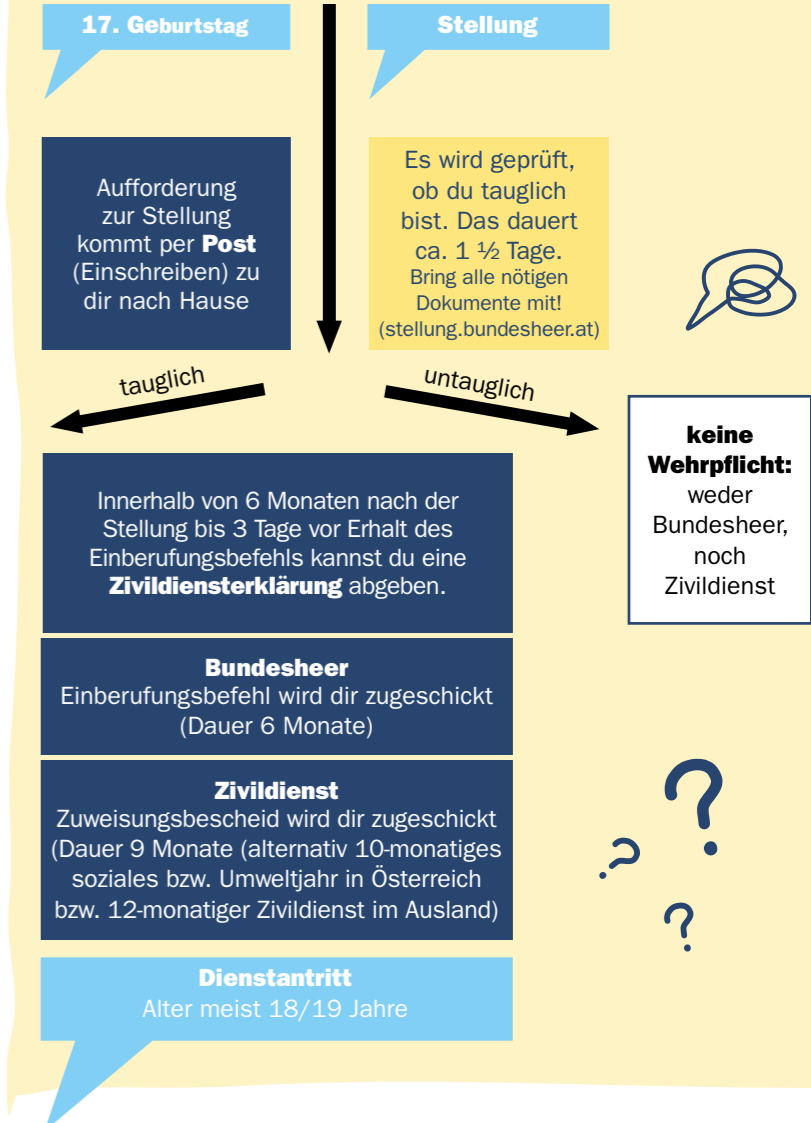 17. Geburtstag
Stellung
Aufforderung
zur Stellung
kommt per Post
(Einschreiben) zu
dir nach Hause
Es wird geprüft,
ob du tauglich
bist. Das dauert
ca. 1 ½ Tage.
Bring alle nötigen
Dokumente mit!
(stellung.bundesheer.at)
tauglich
untauglich
keine
Wehrpflicht:
weder
Bundesheer,
noch
Zivildienst
Innerhalb von 6 Monaten nach der
Stellung bis 3 Tage vor Erhalt des
Einberufungsbefehls kannst du eine
Zivildiensterklärung abgeben.
Bundesheer
Einberufungsbefehl wird dir zugeschickt
(Dauer 6 Monate)
Zivildienst
Zuweisungsbescheid wird dir zugeschickt
(Dauer 9 Monate (alternativ 10-monatiges
soziales bzw. Umweltjahr in Österreich
bzw. 12-monatiger Zivildienst im Ausland)
?
?
?
Dienstantritt
Alter meist 18/19 Jahre